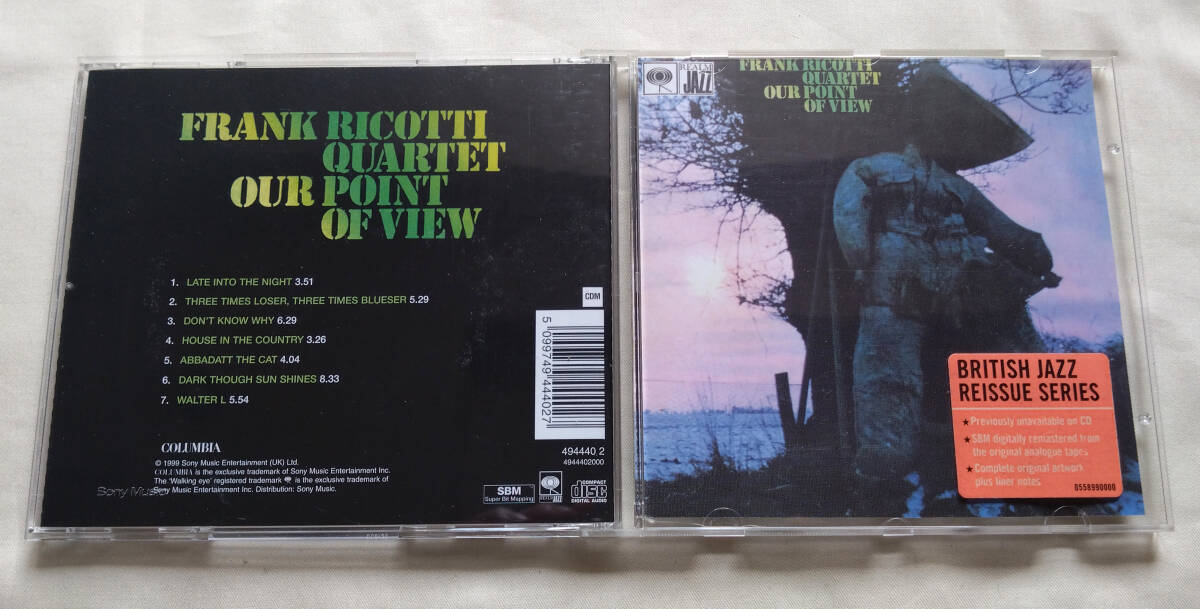 FRANK RICOTTI
QUARTET
OUR POINT
OF VIEW
1. LATE INTO THE NIGHT 3.51
2. THREE TIMES LOSER, THREE TIMES BLUESER 5.29
3. DON'T KNOW WHY 6.29
4. HOUSE IN THE COUNTRY 3.26
5. ABBADATT THE CAT 4.04
6. DARK THOUGH SUN SHINES 8.33
7. WALTER L 5.54
COLUMBIA
© 1999 Sony Music Entertainment (UK) Ltd.
COLUMBIA is the exclusive trademark of Sony Music Entertainment Inc.
The 'Walking eye' registered trademark is the exclusive trademark of
Sony Music Entertainment Inc. Distribution: Sony Music.
Sony Music
CDM
5 099749 444027
494440 2
4944402000
SBM
Super Bit Mapping
REALM
JAZZ
COMPACT
disc
DIGITAL AUDIO
REALM
JAZZ
FRANK RICOTTI
QUARTET
OUR POINT
OF VIEW
BRITISH JAZZ
REISSUE SERIES
★ Previously unavailable on CD
★ SBM digitally remastered from
the original analogue tapes
★ Complete original artwork
plus liner notes
0558990000